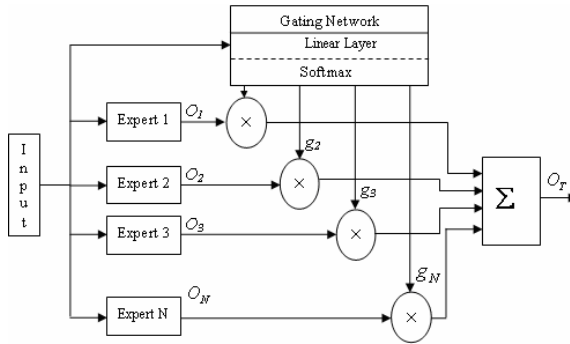 Gating Network
Linear Layer
Softmax
Expert 1
O1
×
Input
Expert 2
O2
g2
×
Expert 3
O3
g3
×
Σ
OT
Expert N
ON
gN
×